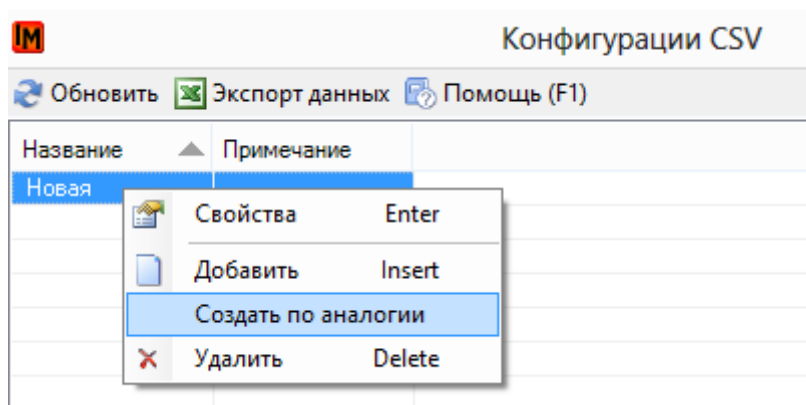 IM
Конфигурации CSV
Обновить Экспорт данных Помощь (F1)
Название Примечание
Новая
Свойства Enter
Добавить Insert
Создать по аналогии
Удалить Delete